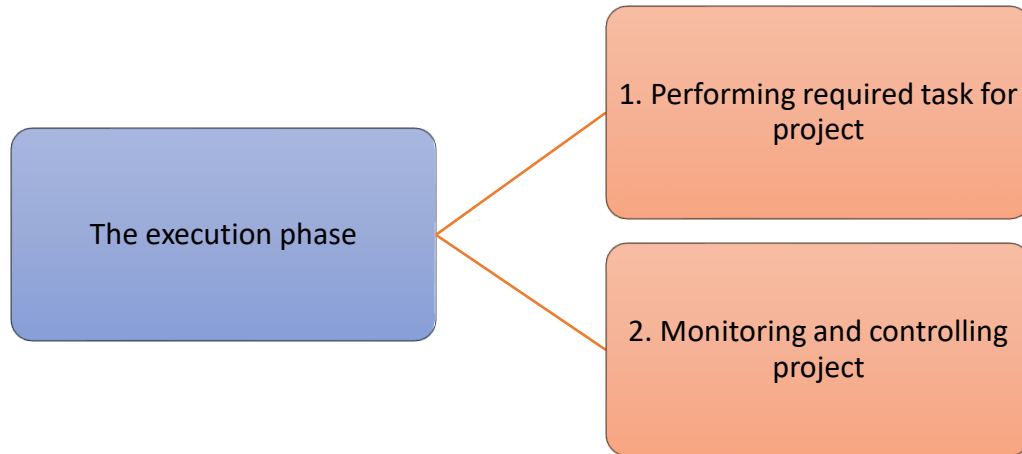 The execution phase
1. Performing required task for
project
2. Monitoring and controlling
project